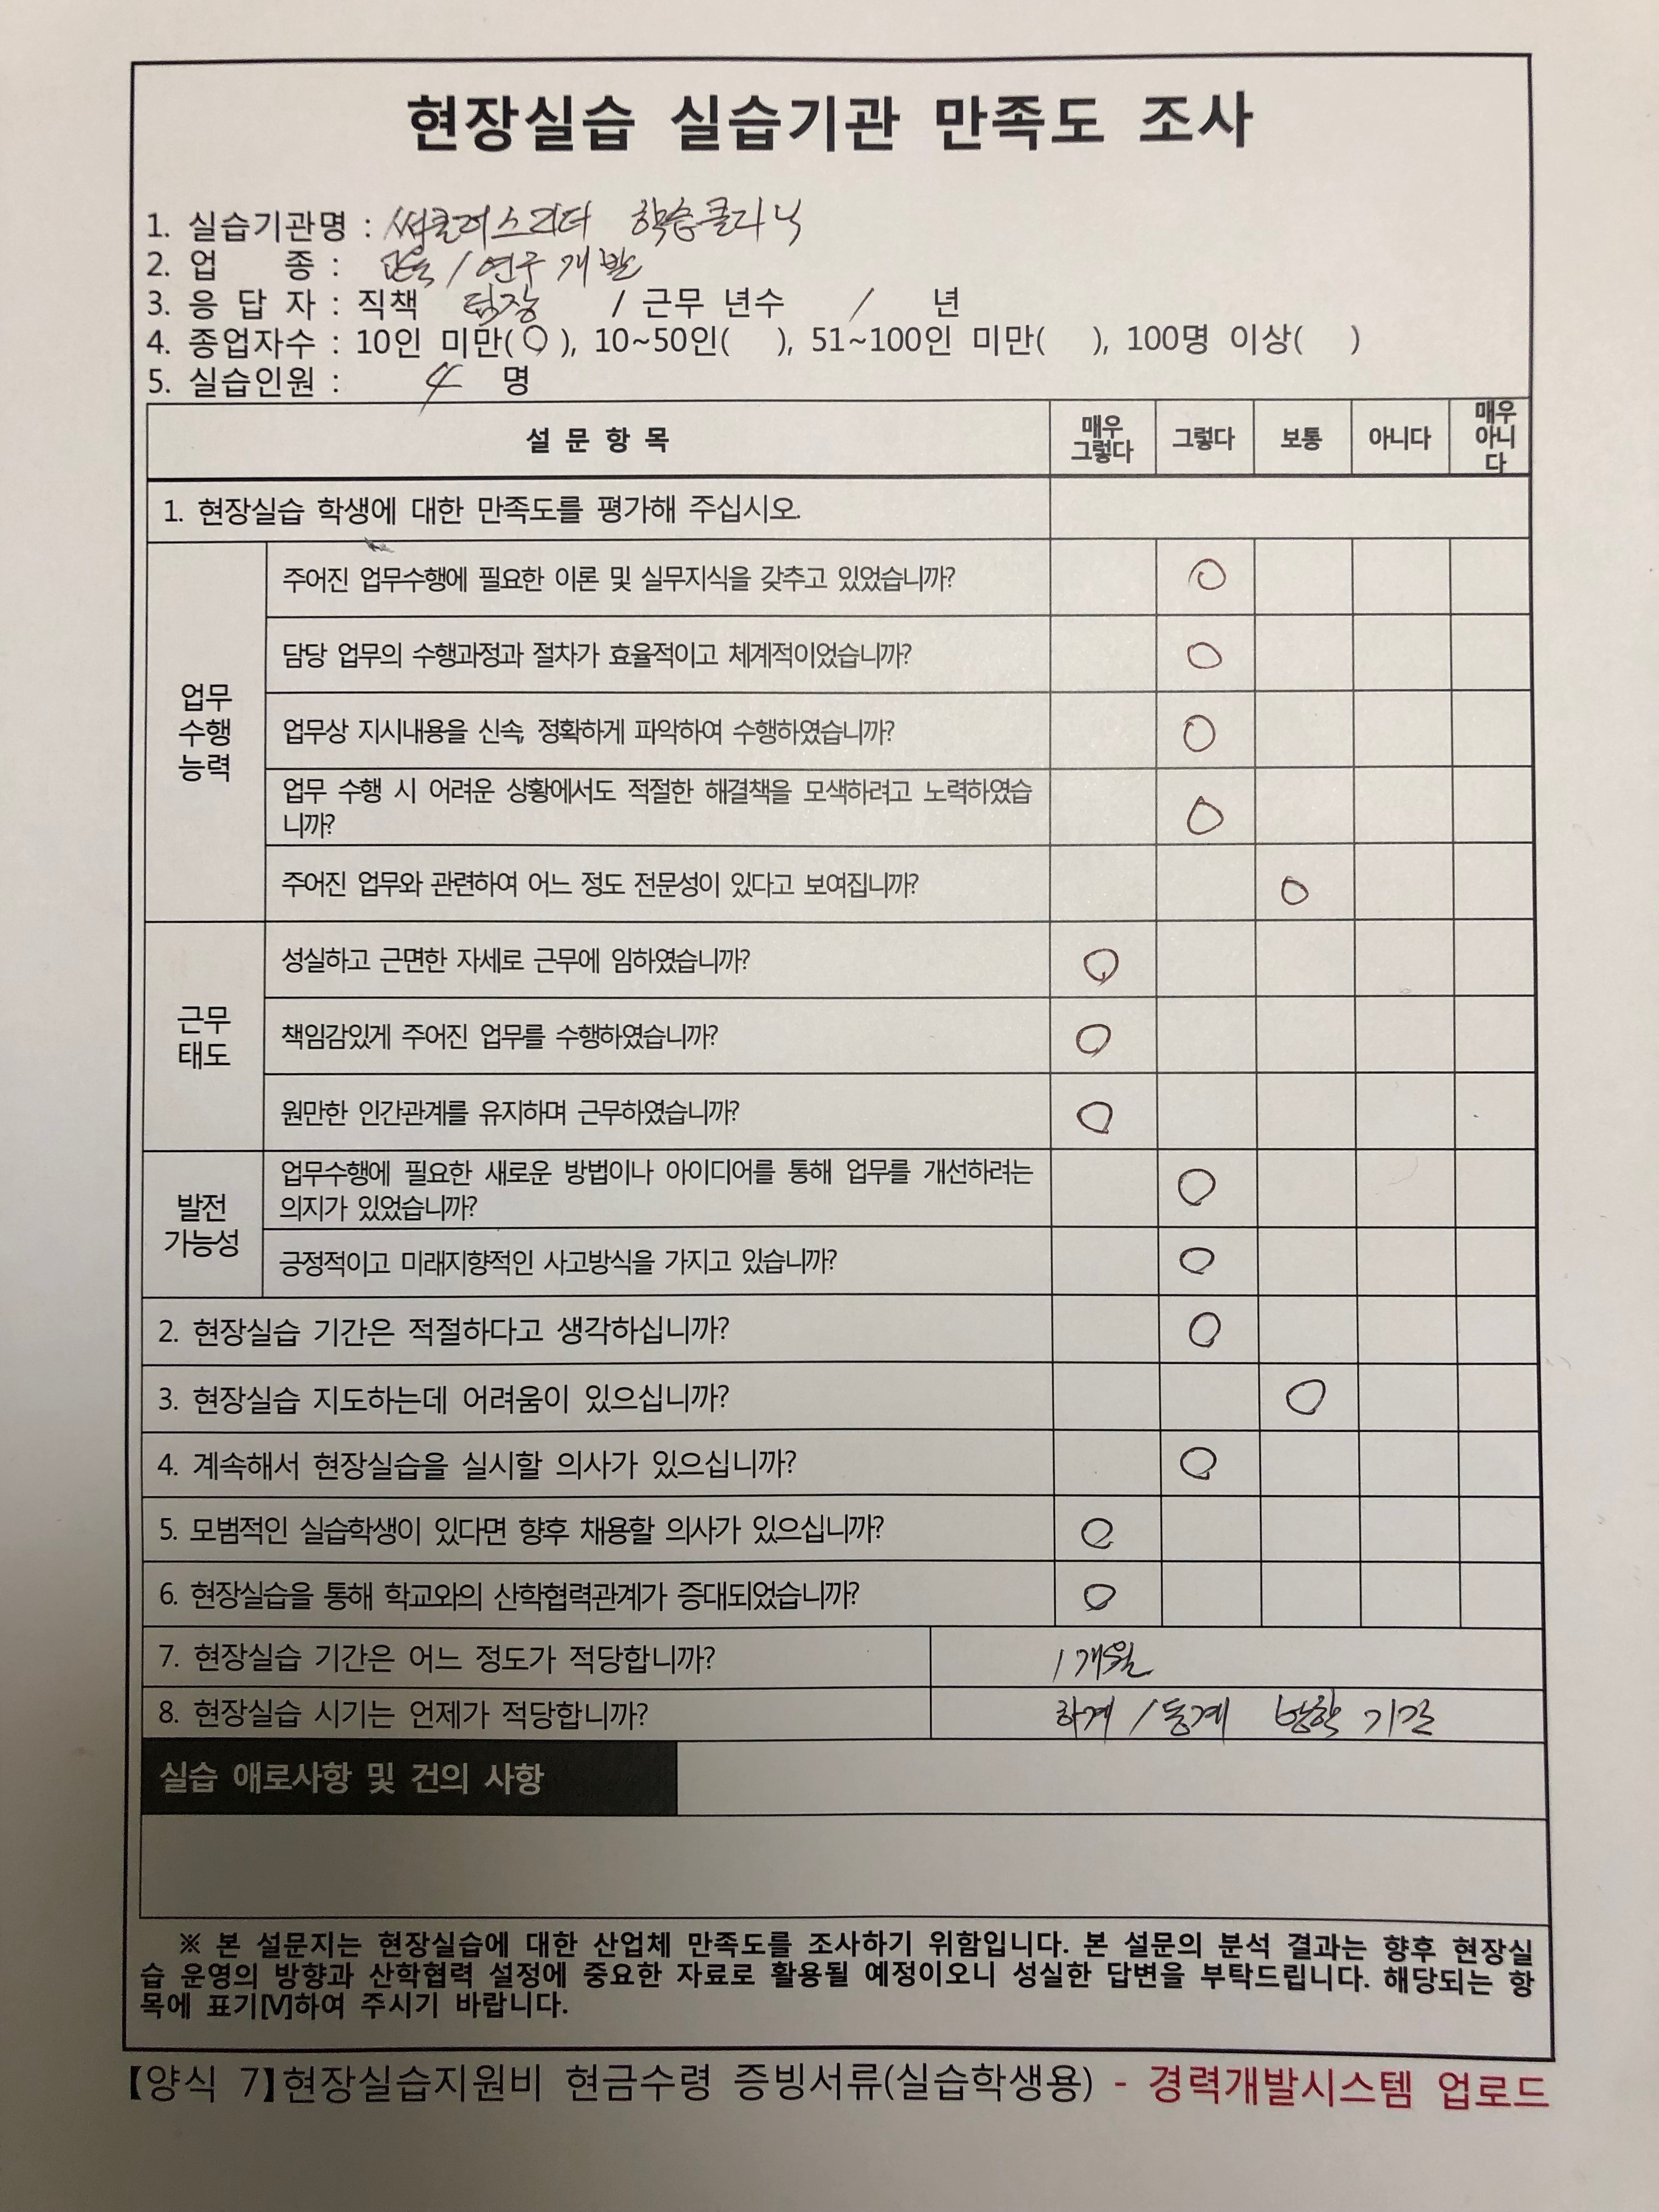 현장실습 실습기관 만족도 조사
1. 실습기관명 : 써클러스리더 학습클리닉
2. 업 종 : 교육 / 연구개발
3. 응 답 자 : 직책 팀장 / 근무 년수 / 년
4. 종업자수 : 10인 미만(○), 10~50인( ), 51~100인 미만( ), 100명 이상( )
5. 실습인원 : 4 명
설 문 항 목 매우 그렇다 그렇다 보통 아니다 매우 아니다
1. 현장실습 학생에 대한 만족도를 평가해 주십시오.
업무 수행 능력
주어진 업무수행에 필요한 이론 및 실무지식을 갖추고 있었습니까? ○
담당 업무의 수행과정과 절차가 효율적이고 체계적이었습니까? ○
업무상 지시내용을 신속, 정확하게 파악하여 수행하였습니까? ○
업무 수행 시 어려운 상황에서도 적절한 해결책을 모색하려고 노력하였습
니까? ○
주어진 업무와 관련하여 어느 정도 전문성이 있다고 보여집니까? ○
근무 태도
성실하고 근면한 자세로 근무에 임하였습니까? ○
책임감있게 주어진 업무를 수행하였습니까? ○
원만한 인간관계를 유지하며 근무하였습니까? ○
발전 가능성
업무수행에 필요한 새로운 방법이나 아이디어를 통해 업무를 개선하려는
의지가 있었습니까? ○
긍정적이고 미래지향적인 사고방식을 가지고 있습니까? ○
2. 현장실습 기간은 적절하다고 생각하십니까? ○
3. 현장실습 지도하는데 어려움이 있으십니까? ○
4. 계속해서 현장실습을 실시할 의사가 있으십니까? ○
5. 모범적인 실습학생이 있다면 향후 채용할 의사가 있으십니까? ○
6. 현장실습을 통해 학교와의 산학협력관계가 증대되었습니까? ○
7. 현장실습 기간은 어느 정도가 적당합니까? 1개월
8. 현장실습 시기는 언제가 적당합니까? 하계 / 동계 방학 기간
실습 애로사항 및 건의 사항
※ 본 설문지는 현장실습에 대한 산업체 만족도를 조사하기 위함입니다. 본 설문의 분석 결과는 향후 현장실
습 운영의 방향과 산학협력 설정에 중요한 자료로 활용될 예정이오니 성실한 답변을 부탁드립니다. 해당되는 항
목에 표기[V]하여 주시기 바랍니다.
【양식 7】현장실습지원비 현금수령 증빙서류(실습학생용) - 경력개발시스템 업로드